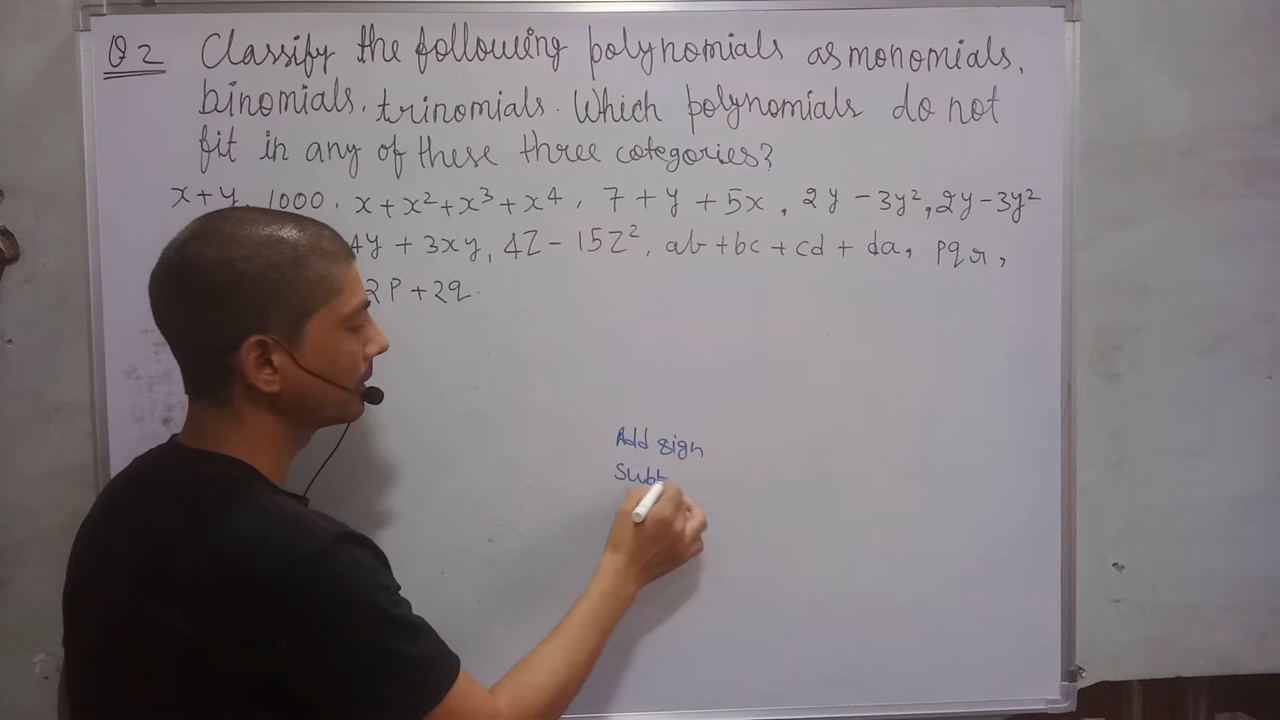 Q2 Classify the following polynomials as monomials,
binomials, trinomials. Which polynomials do not
fit in any of these three categories?
x+y, 1000, x+x²+x³+x⁴, 7+y+5x, 2y-3y², 2y-3y²
4y+3xy, 4z-15z², ab+bc+cd+da, pqr,
2p+2q.
Add sign
Subt